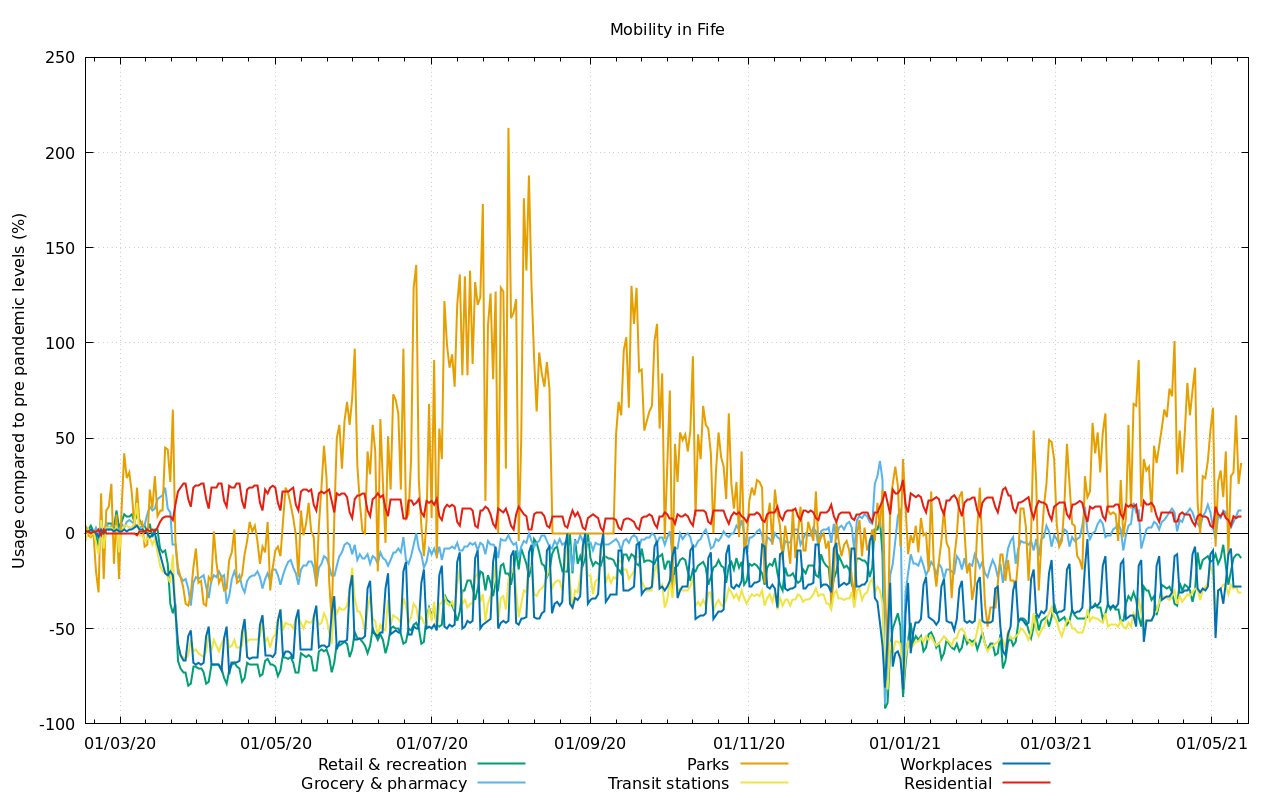 Mobility in Fife
Usage compared to pre pandemic levels (%)
250
200
150
100
50
0
-50
-100
01/03/20 01/05/20 01/07/20 01/09/20 01/11/20 01/01/21 01/03/21 01/05/21
Retail & recreation Parks Workplaces
Grocery & pharmacy Transit stations Residential